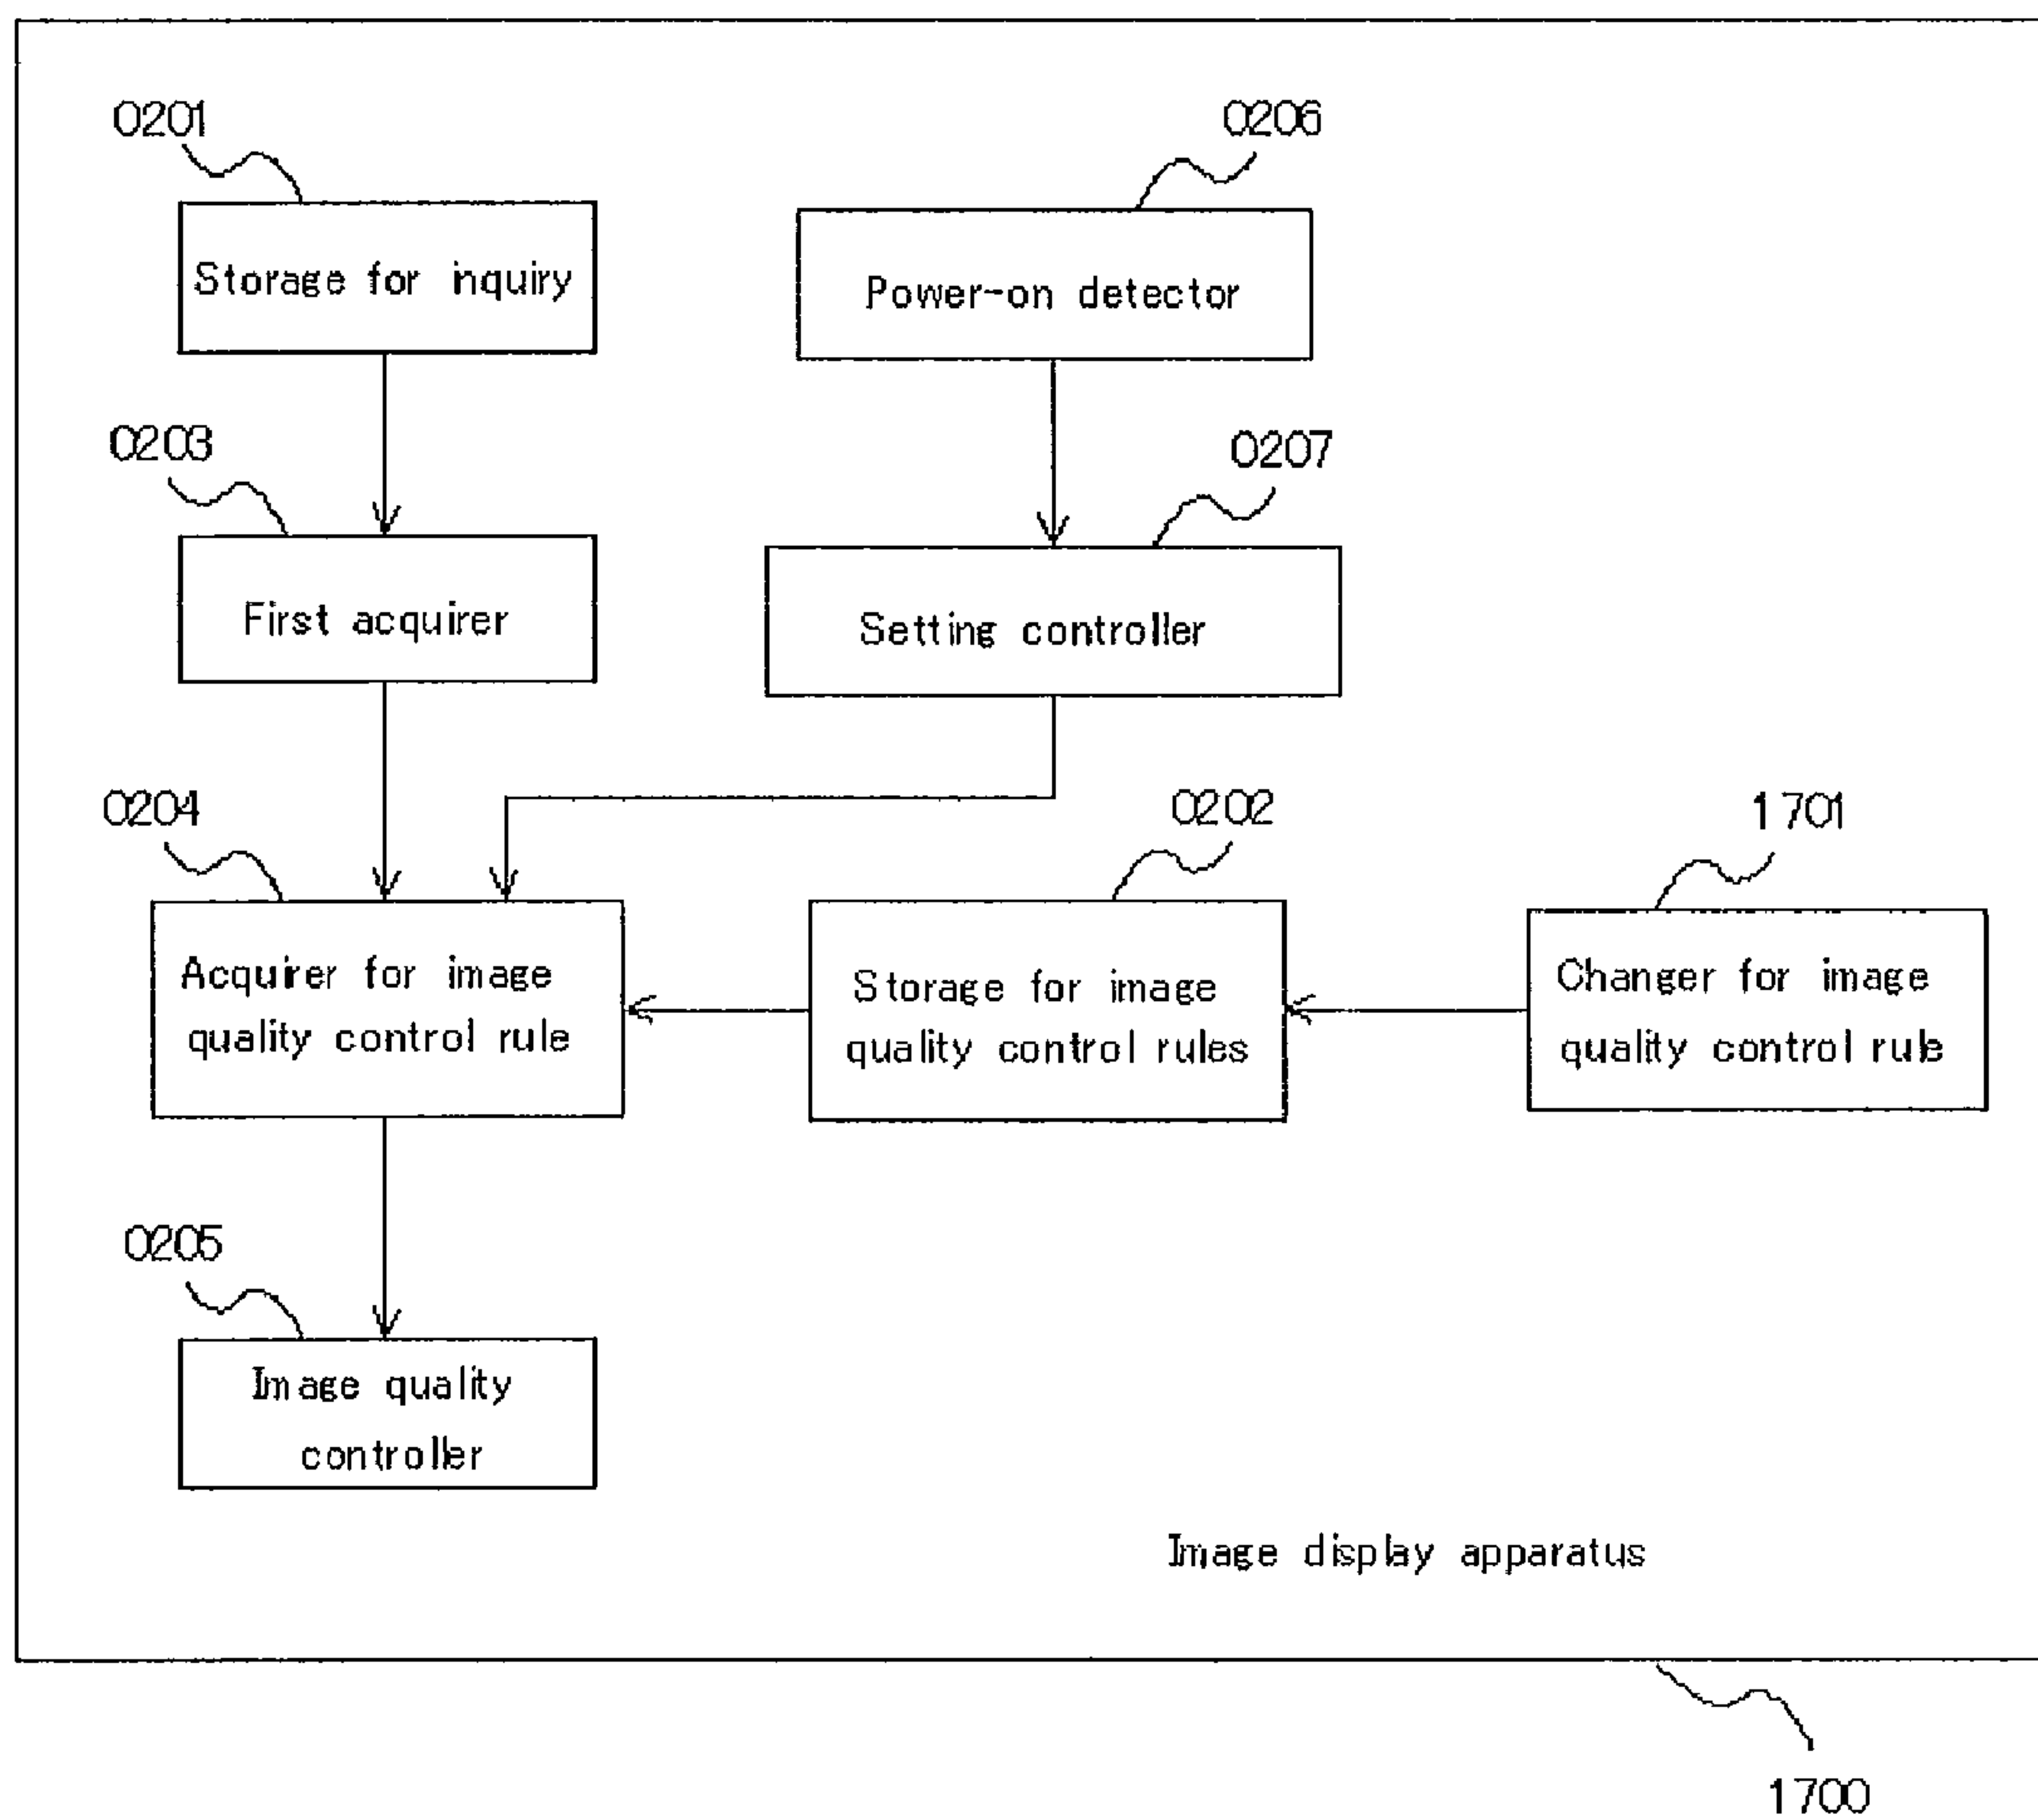 0201
0206
Storage for inquiry
Power-on detector
0203
0207
First acquirer
Setting controller
0204
0202
1701
Acquirer for image
quality control rule
Storage for image
quality control rules
Changer for image
quality control rule
0205
Image quality
controller
Image display apparatus
1700